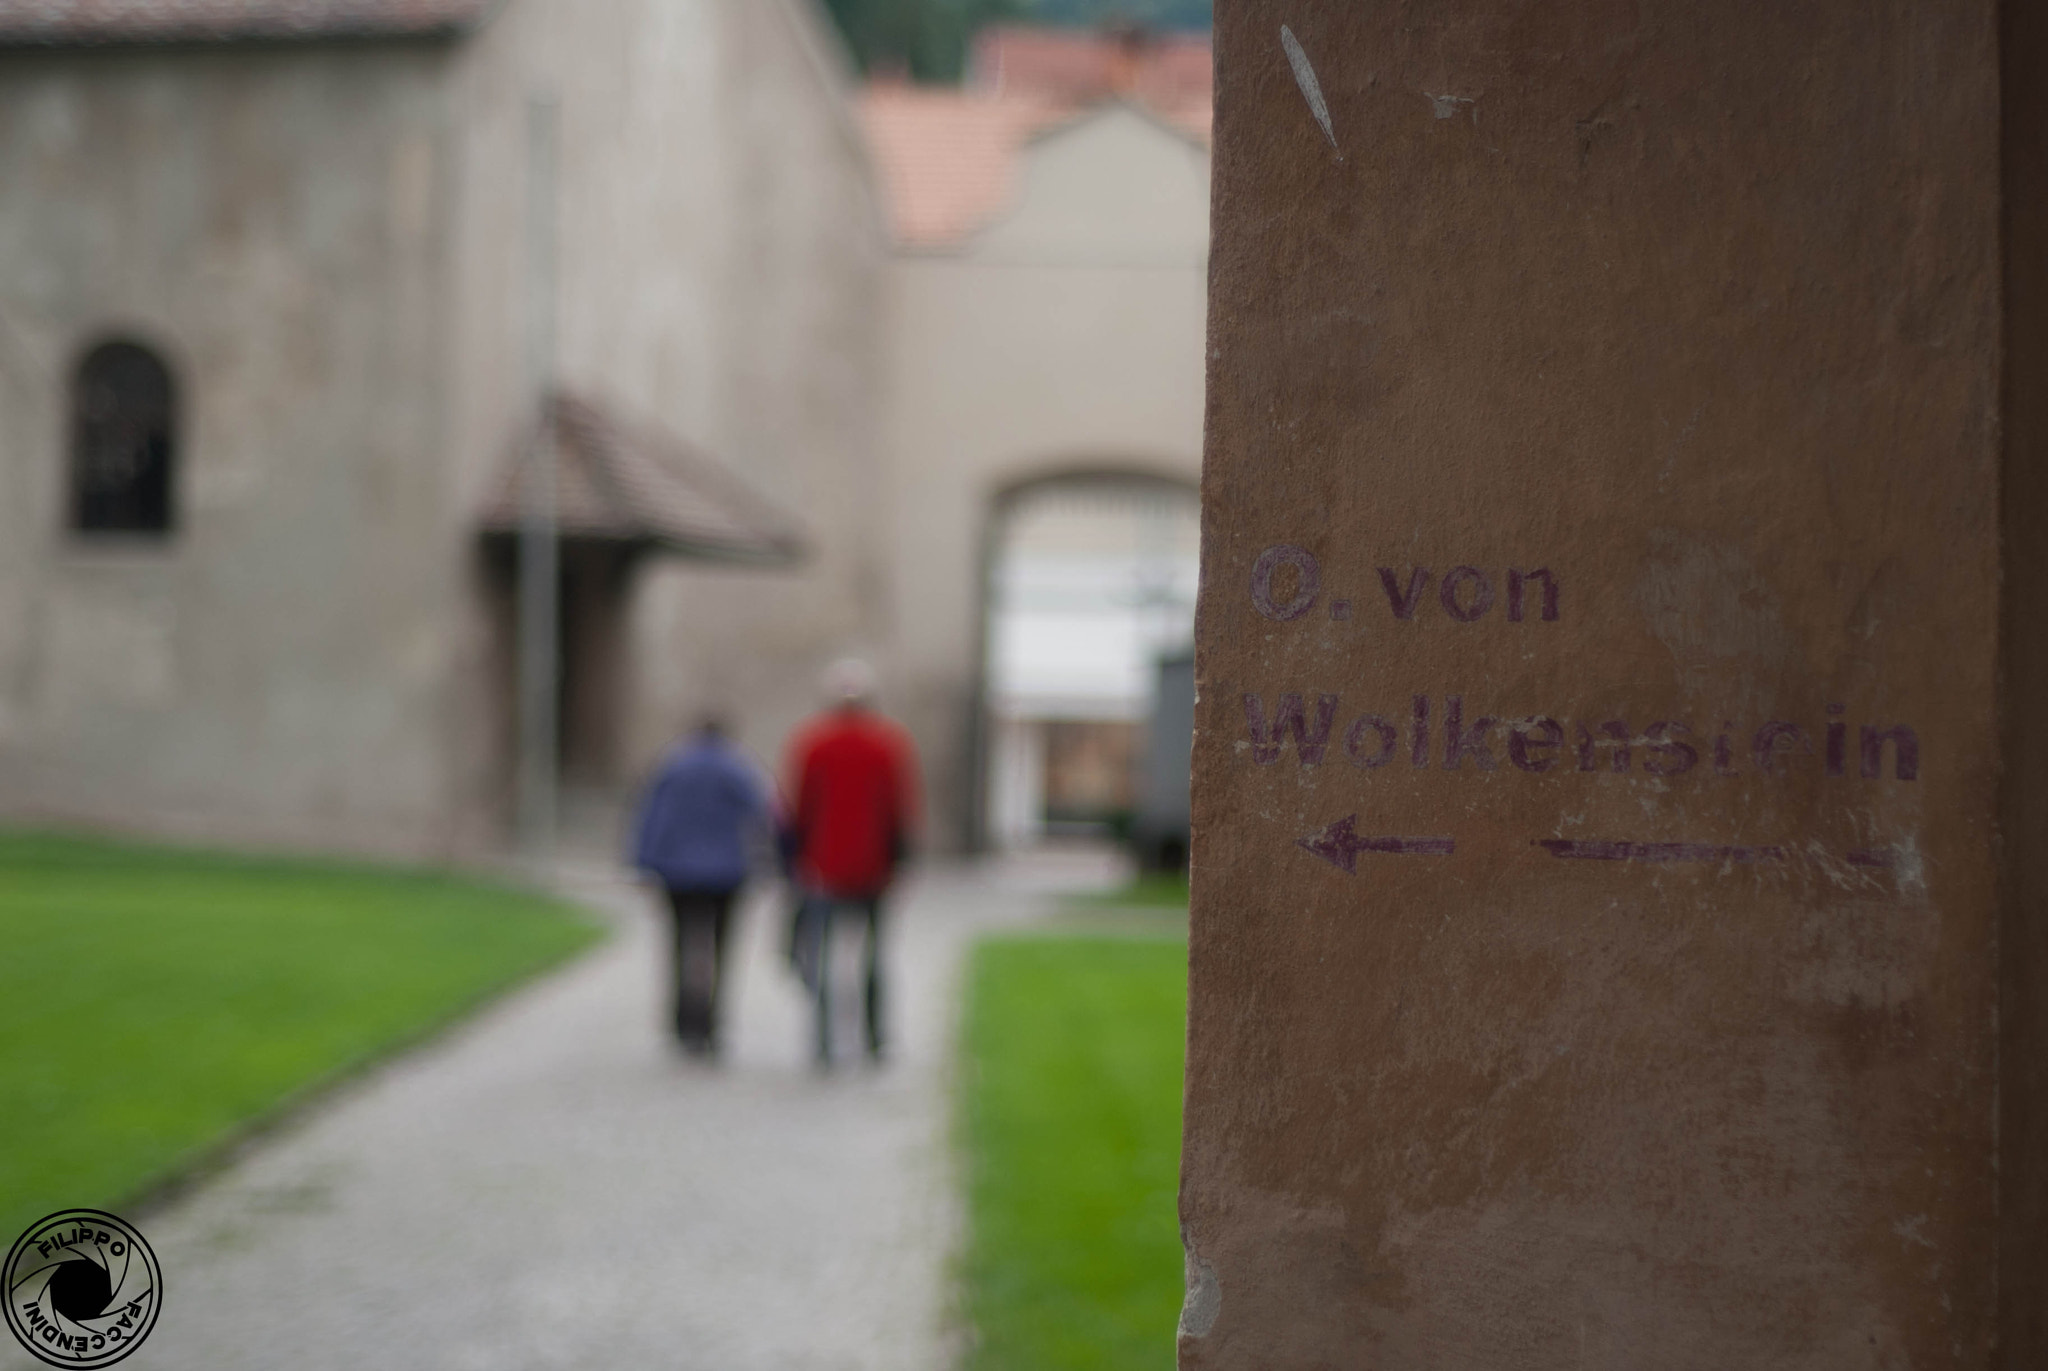 O. von
Wolkenstein
FILIPPO
FACCENDINI